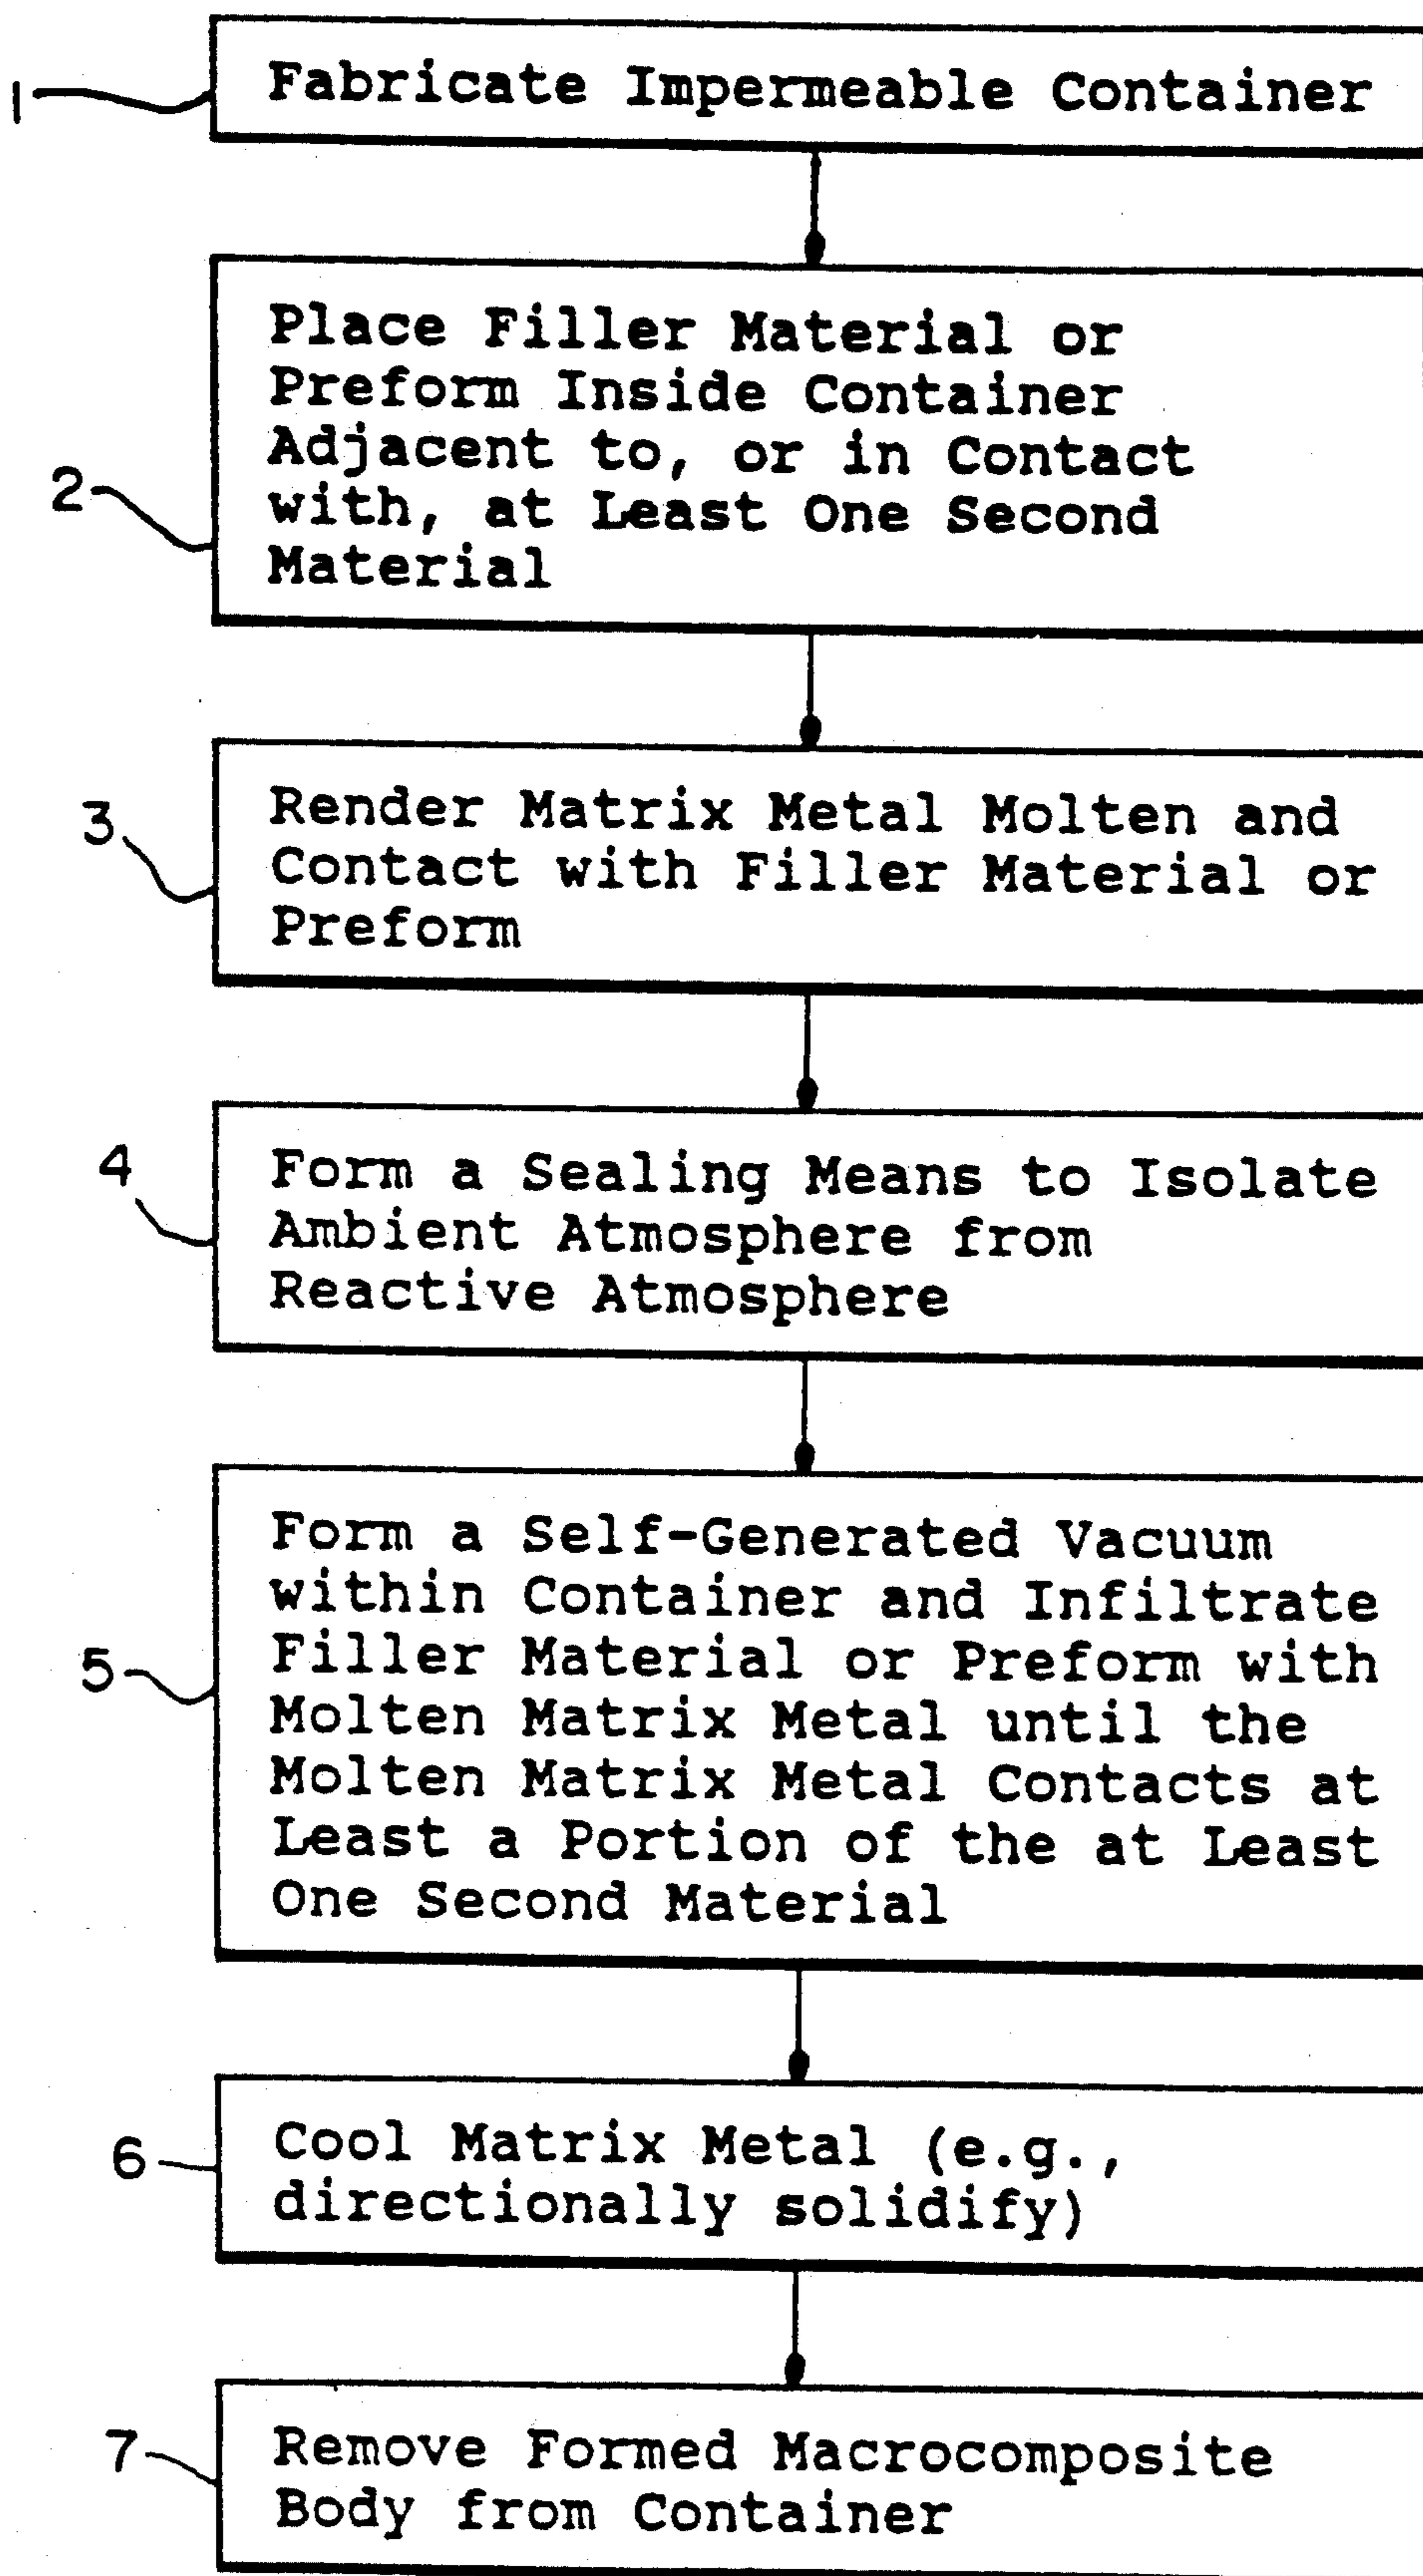 1
Fabricate Impermeable Container
Place Filler Material or
Preform Inside Container
Adjacent to, or in Contact
with, at Least One Second
Material
2
Render Matrix Metal Molten and
Contact with Filler Material or
Preform
3
Form a Sealing Means to Isolate
Ambient Atmosphere from
Reactive Atmosphere
4
Form a Self-Generated Vacuum
within Container and Infiltrate
Filler Material or Preform with
Molten Matrix Metal until the
Molten Matrix Metal Contacts at
Least a Portion of the at Least
One Second Material
5
Cool Matrix Metal (e.g.,
directionally solidify)
6
Remove Formed Macrocomposite
Body from Container
7